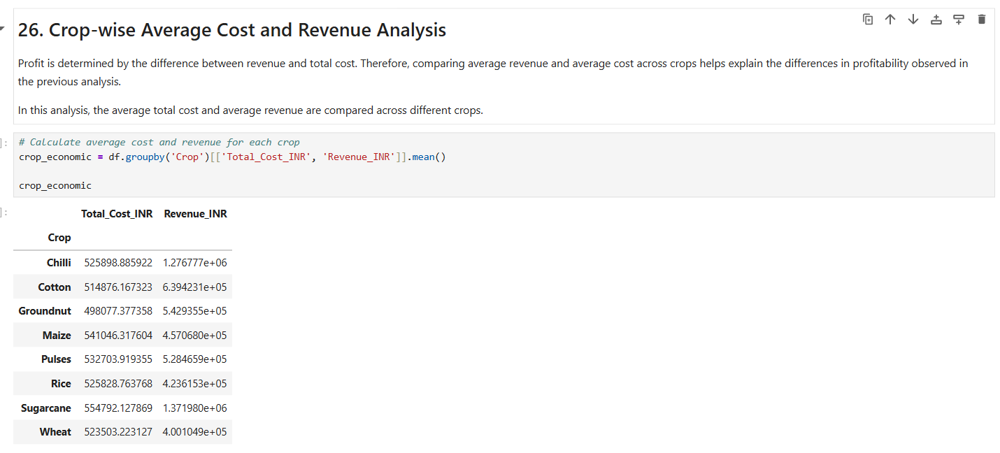 26. Crop-wise Average Cost and Revenue Analysis
Profit is determined by the difference between revenue and total cost. Therefore, comparing average revenue and average cost across crops helps explain the differences in profitability observed in
the previous analysis.
In this analysis, the average total cost and average revenue are compared across different crops.
]:
# Calculate average cost and revenue for each crop
crop_economic = df.groupby('Crop')[['Total_Cost_INR', 'Revenue_INR']].mean()
crop_economic
]:
Total_Cost_INR Revenue_INR
Crop
Chilli 525898.885922 1.276777e+06
Cotton 514876.167323 6.394231e+05
Groundnut 498077.377358 5.429355e+05
Maize 541046.317604 4.570680e+05
Pulses 532703.919355 5.284659e+05
Rice 525828.763768 4.236153e+05
Sugarcane 554792.127869 1.371980e+06
Wheat 523503.223127 4.001049e+05